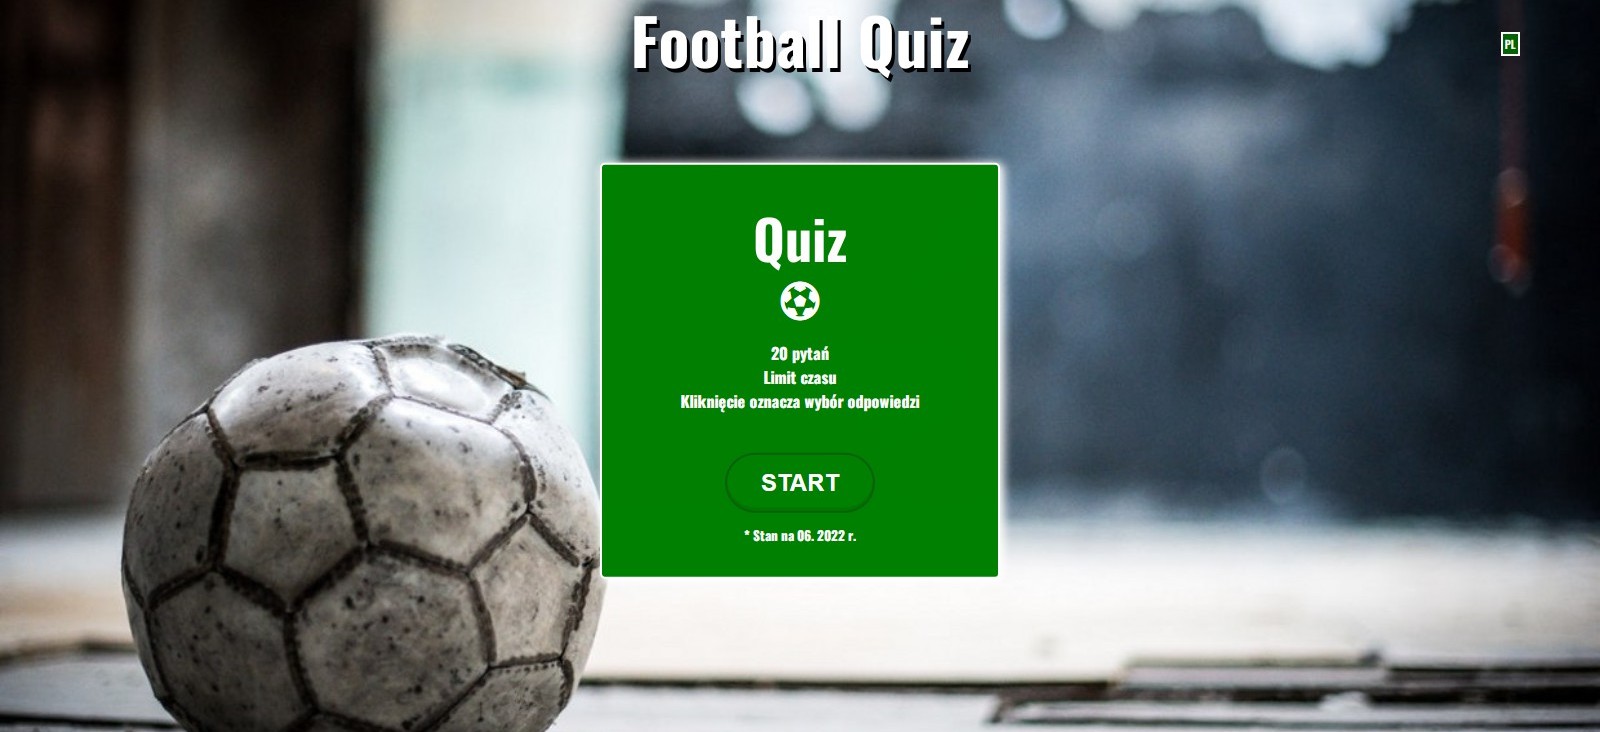 Football Quiz
PL
Quiz
20 pytań
Limit czasu
Kliknięcie oznacza wybór odpowiedzi
START
* Stan na 06. 2022 r.